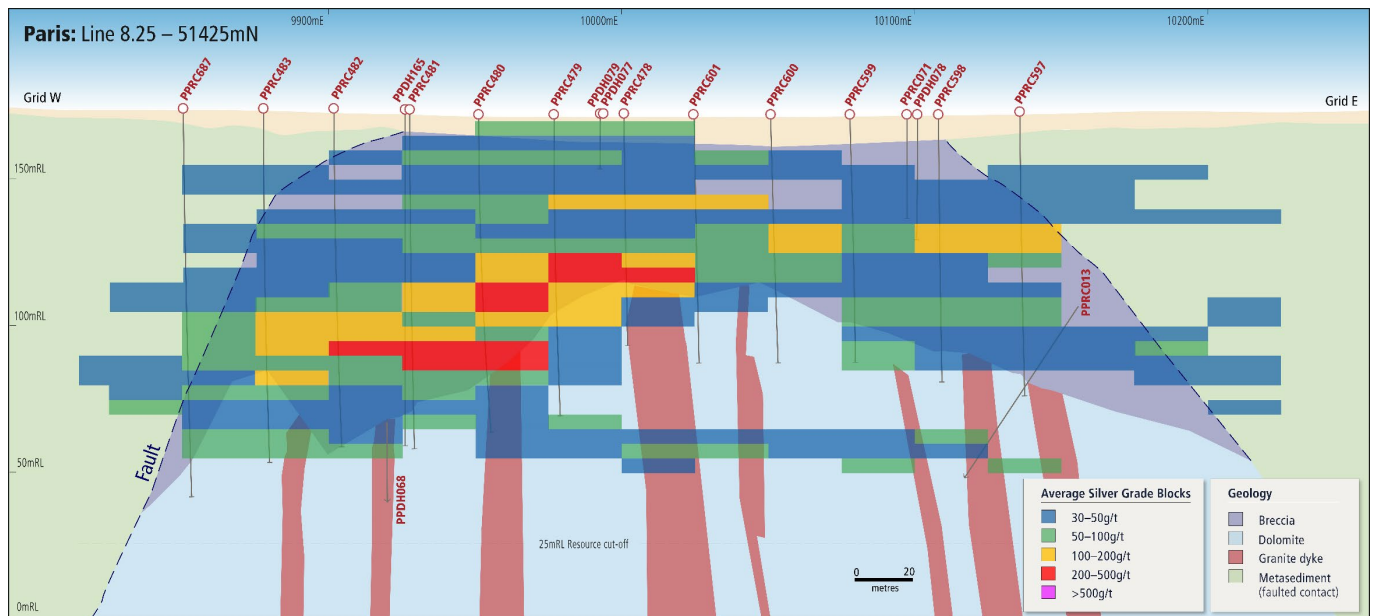 9900mE
10000mE
10100mE
10200mE
Paris: Line 8.25 – 51425mN
Grid W
Grid E
PPRC687
PPRC483
PPRC482
PPDH165
PPRC481
PPRC480
PPRC479
PPDH079
PPDH077
PPRC478
PPRC601
PPRC600
PPRC599
PPRC071
PPDH078
PPRC598
PPRC597
150mRL
100mRL
PPRC013
50mRL
Fault
PPDH068
25mRL Resource cut-off
0mRL
0 20
metres
Average Silver Grade Blocks
30–50g/t
50–100g/t
100–200g/t
200–500g/t
>500g/t
Geology
Breccia
Dolomite
Granite dyke
Metasediment
(faulted contact)